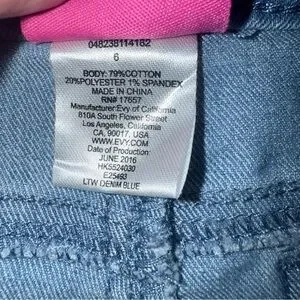 048238114182
6
BODY: 79%COTTON
20%POLYESTER 1% SPANDEX
MADE IN CHINA
RN# 17557
Manufacturer:Evy of California
810A South Flower Street
Los Angeles, California
CA, 90017, USA
WWW.EVY.COM
Date of Production:
JUNE 2016
HK5524030
E25493
LTW DENIM BLUE